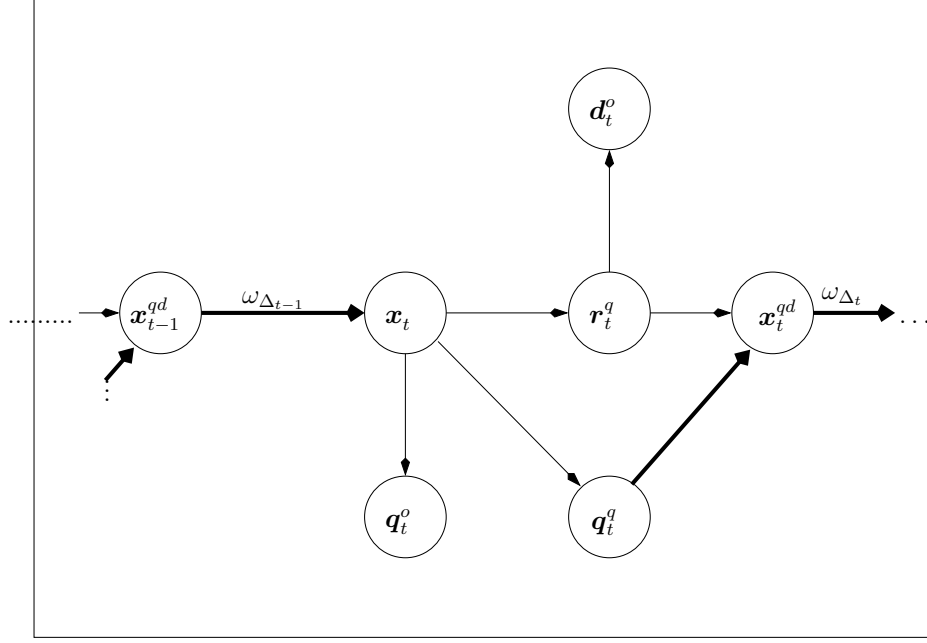 d_t^o
......... x_{t-1}^{qd} ω_{Δ_{t-1}} x_t r_t^q x_t^{qd} ω_{Δ_t} ...
⋮
q_t^o q_t^q